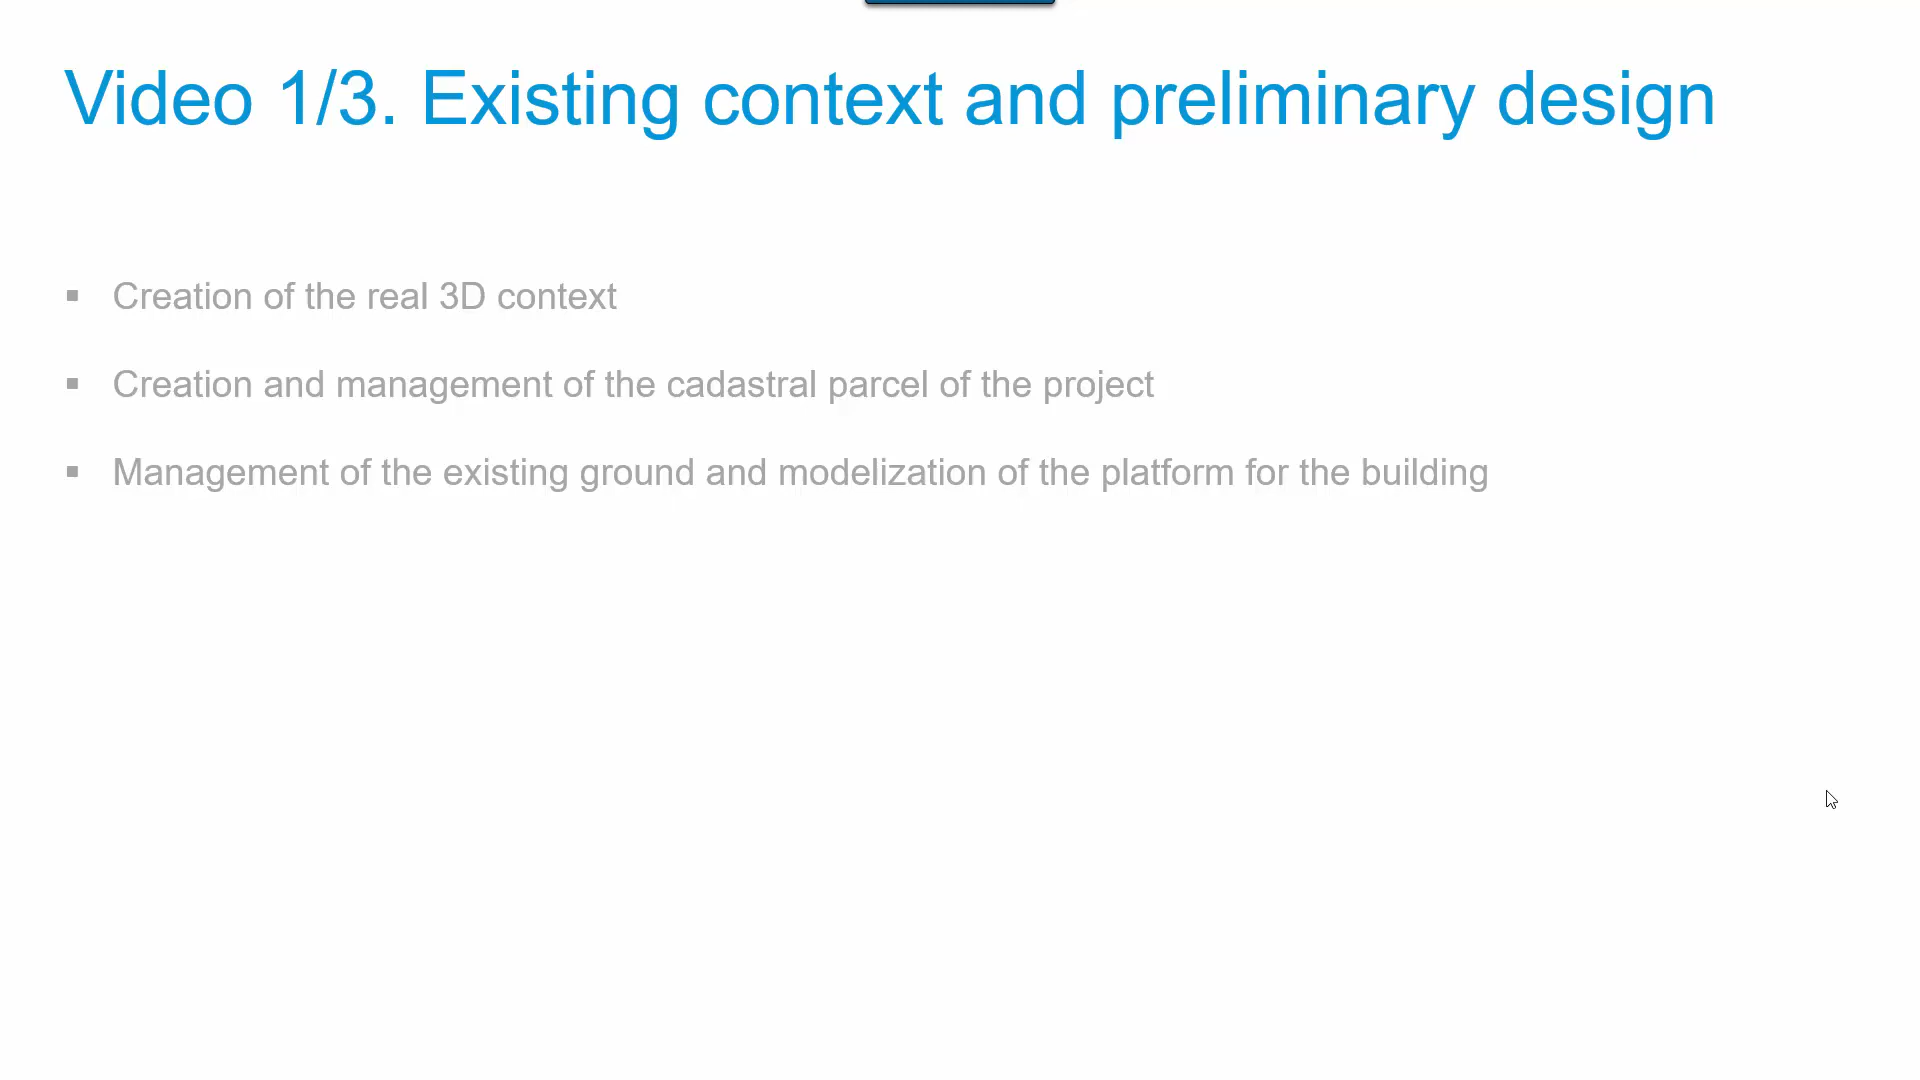 Video 1/3. Existing context and preliminary design
▪ Creation of the real 3D context
▪ Creation and management of the cadastral parcel of the project
▪ Management of the existing ground and modelization of the platform for the building